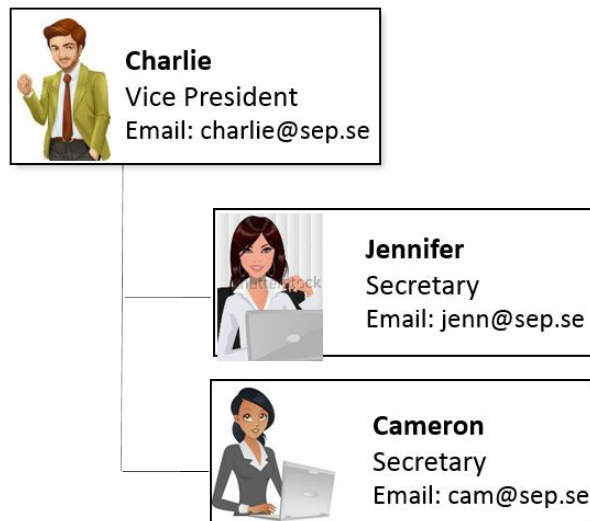 Charlie
Vice President
Email: charlie@sep.se
Jennifer
Secretary
Email: jenn@sep.se
Cameron
Secretary
Email: cam@sep.se